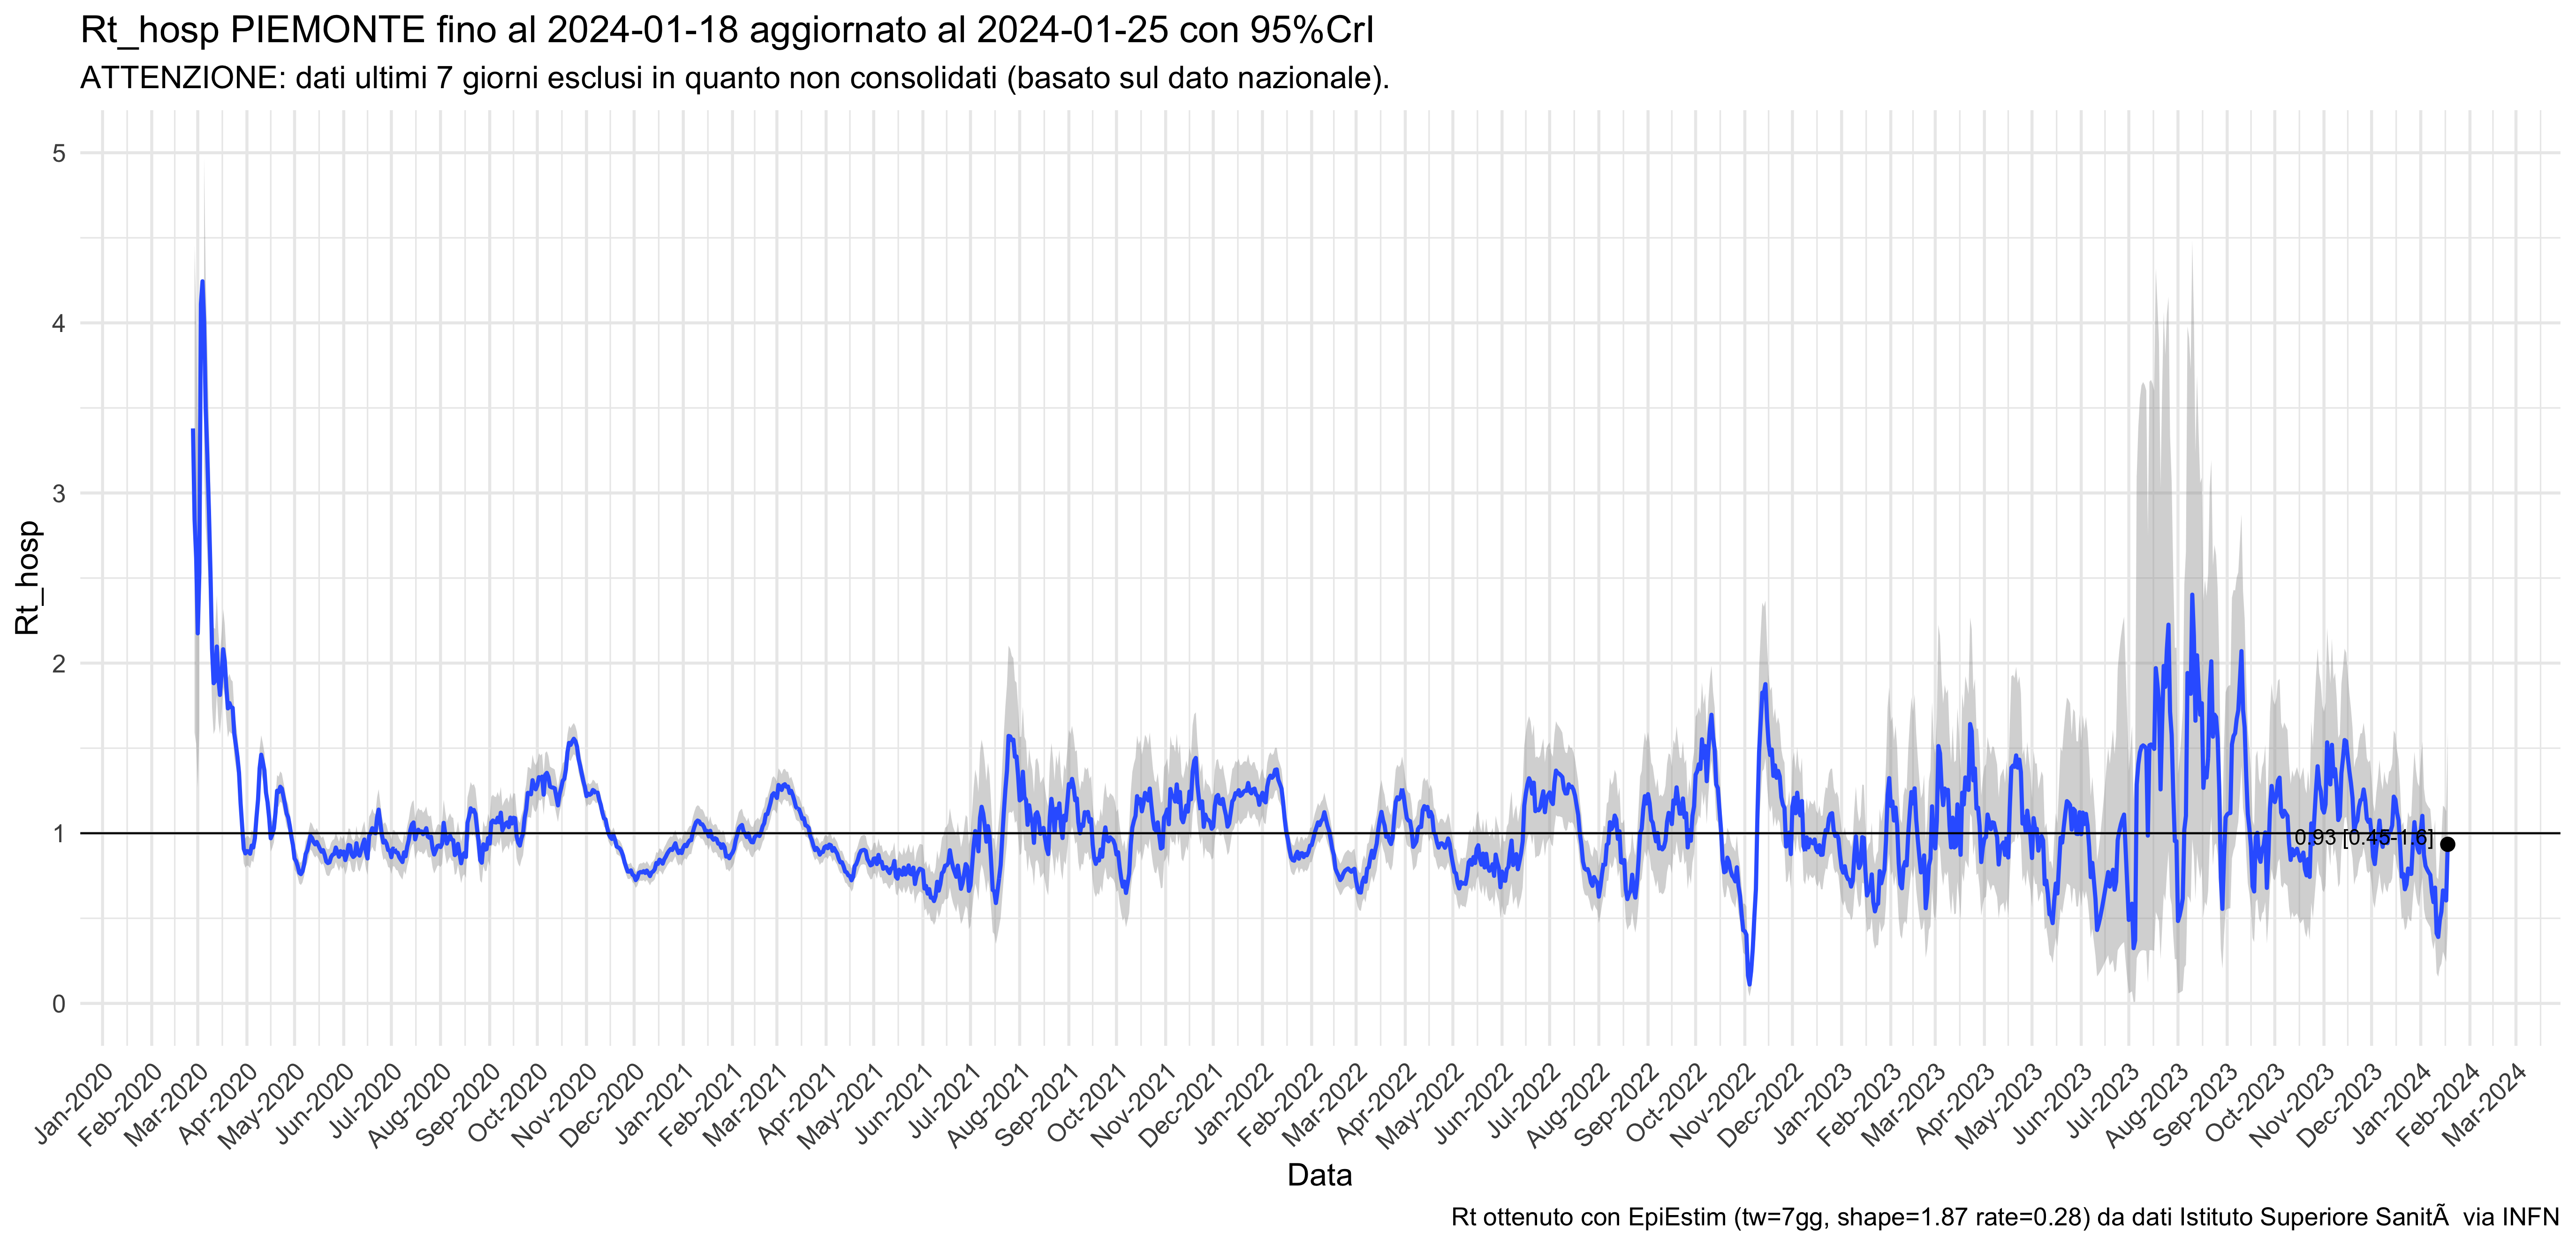 Rt_hosp PIEMONTE fino al 2024-01-18 aggiornato al 2024-01-25 con 95%CrI
ATTENZIONE: dati ultimi 7 giorni esclusi in quanto non consolidati (basato sul dato nazionale).
5
4
3
2
1
0
Rt_hosp
0.93 [0.45-1.6]
Jan-2020
Feb-2020
Mar-2020
Apr-2020
May-2020
Jun-2020
Jul-2020
Aug-2020
Sep-2020
Oct-2020
Nov-2020
Dec-2020
Jan-2021
Feb-2021
Mar-2021
Apr-2021
May-2021
Jun-2021
Jul-2021
Aug-2021
Sep-2021
Oct-2021
Nov-2021
Dec-2021
Jan-2022
Feb-2022
Mar-2022
Apr-2022
May-2022
Jun-2022
Jul-2022
Aug-2022
Sep-2022
Oct-2022
Nov-2022
Dec-2022
Jan-2023
Feb-2023
Mar-2023
Apr-2023
May-2023
Jun-2023
Jul-2023
Aug-2023
Sep-2023
Oct-2023
Nov-2023
Dec-2023
Jan-2024
Feb-2024
Mar-2024
Data
Rt ottenuto con EpiEstim (tw=7gg, shape=1.87 rate=0.28) da dati Istituto Superiore SanitÃ  via INFN